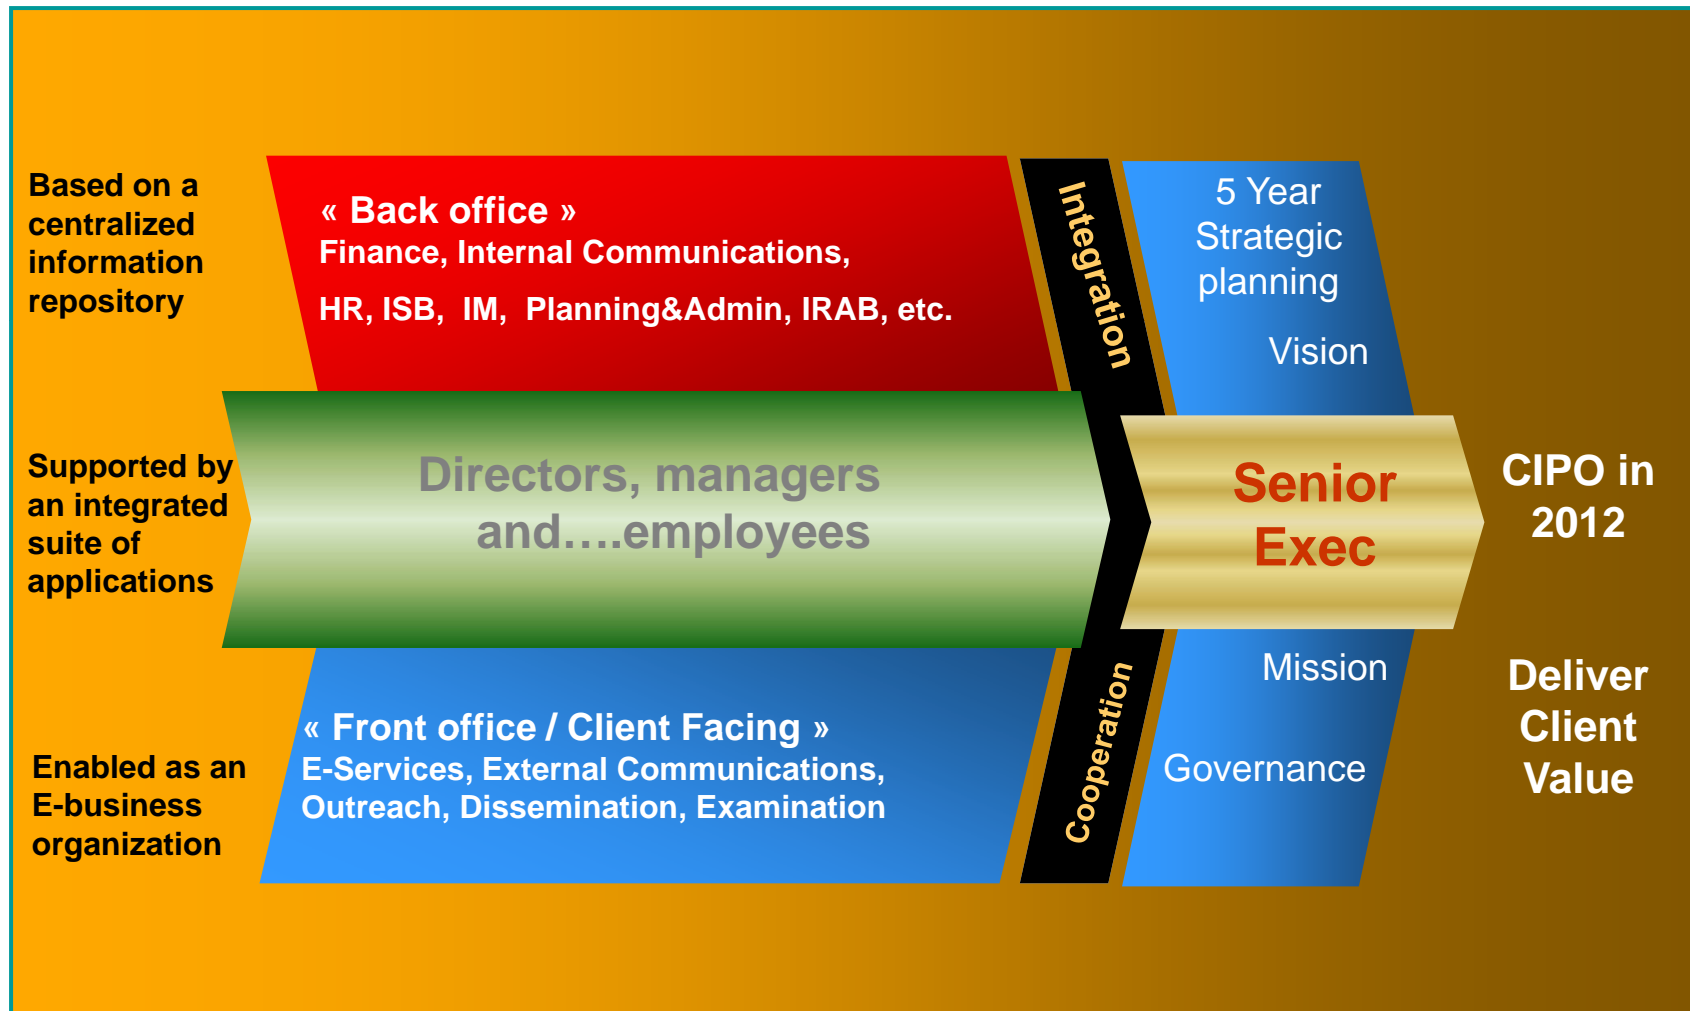 Based on a
centralized
information
repository
« Back office »
Finance, Internal Communications,
HR, ISB, IM, Planning&Admin, IRAB, etc.
Integration
5 Year
Strategic
planning
Vision
Supported by
an integrated
suite of
applications
Directors, managers
and….employees
Senior
Exec
CIPO in
2012
Enabled as an
E-business
organization
« Front office / Client Facing »
E-Services, External Communications,
Outreach, Dissemination, Examination
Cooperation
Mission
Governance
Deliver
Client
Value